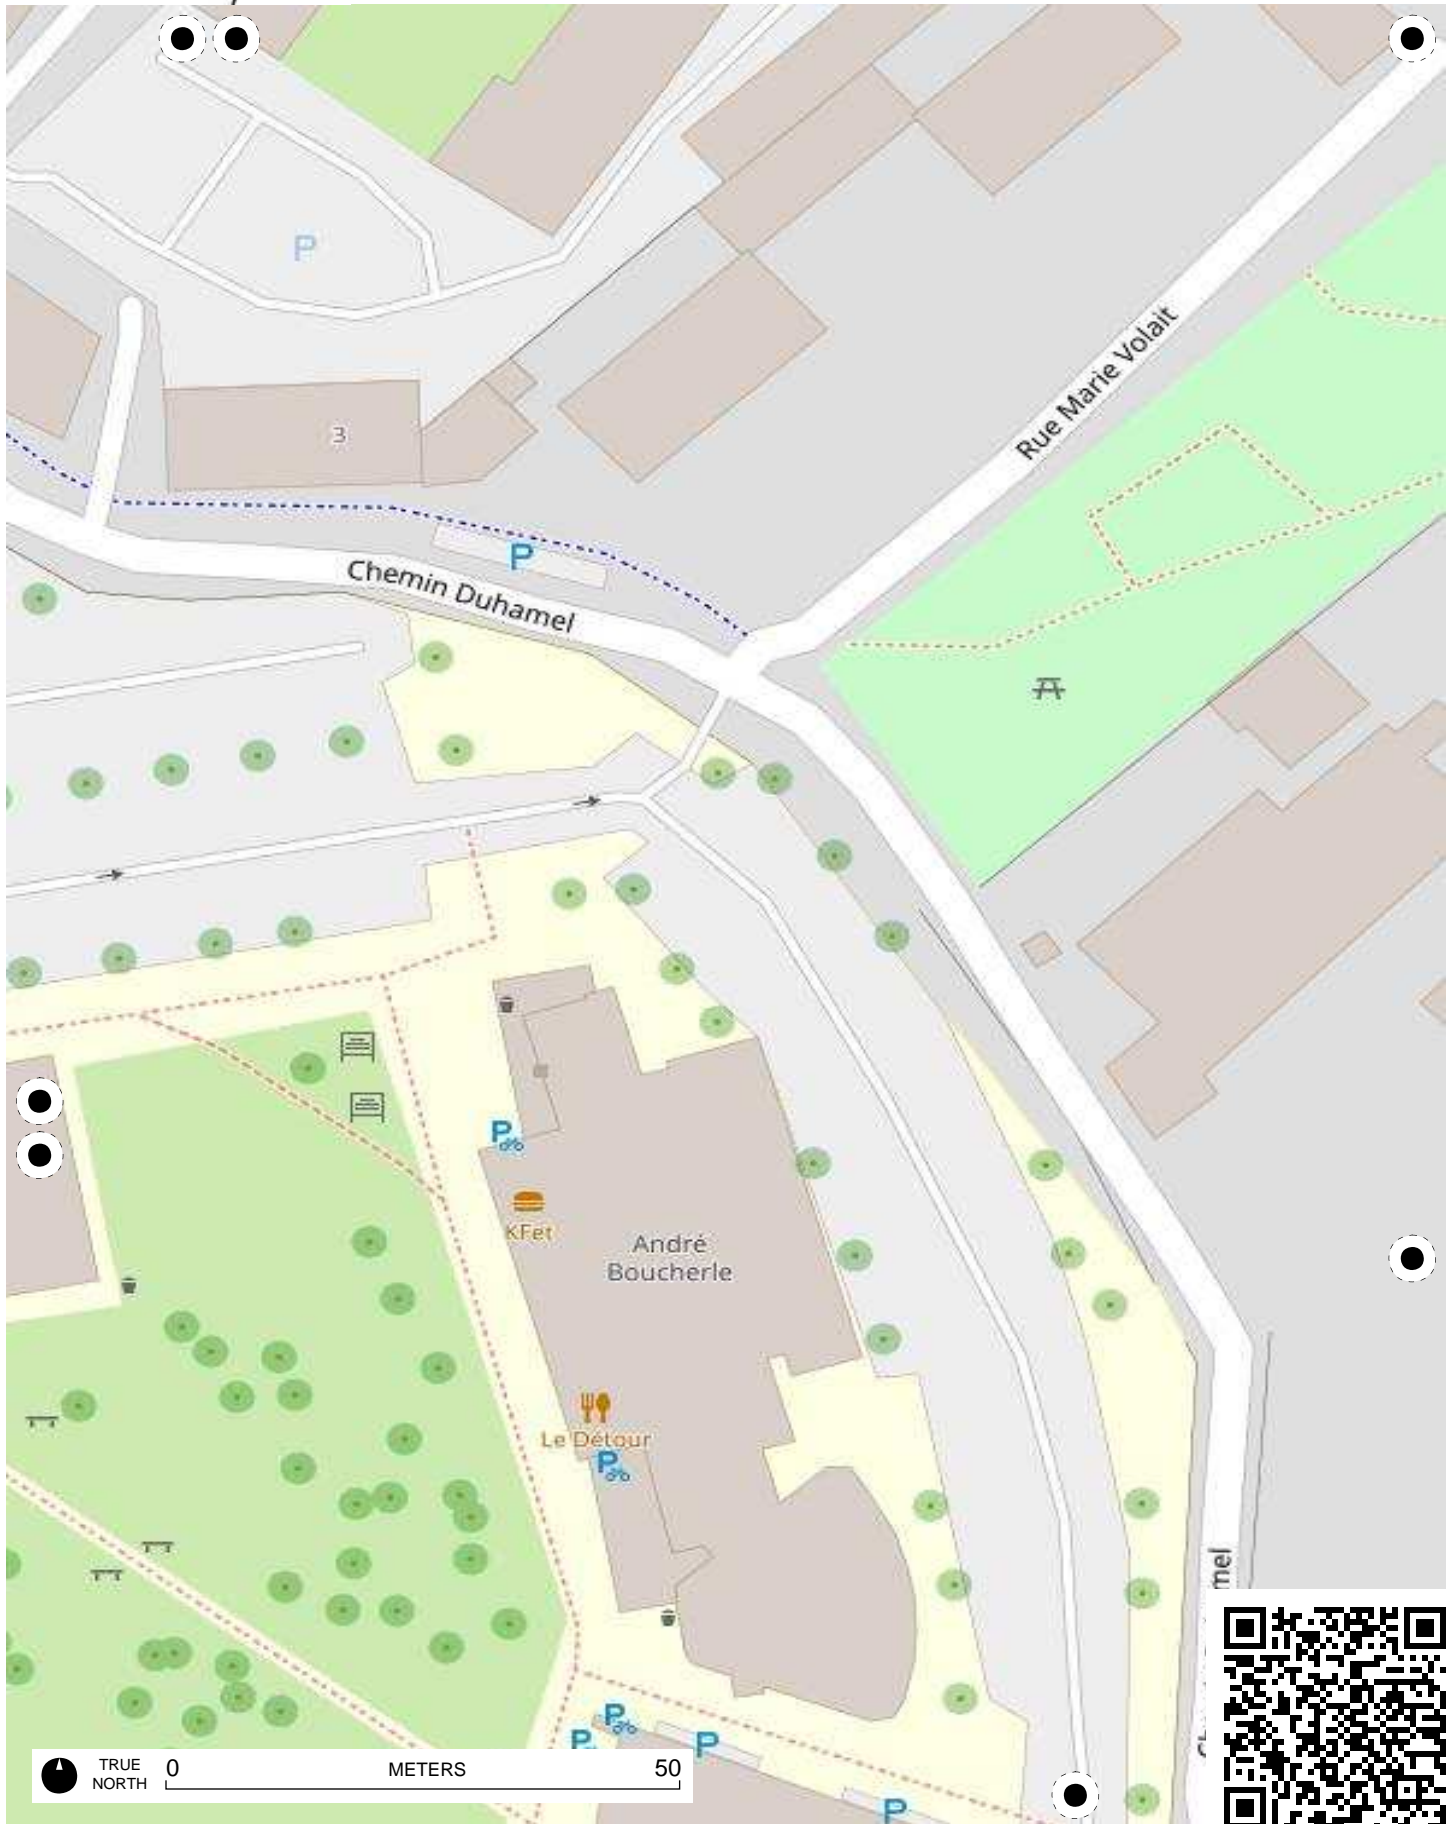 P
Rue Marie Volait
3
P
Chemin Duhamel
P
KFet
André
Boucherle
Le Détour
P
P
P
P
P
TRUE
NORTH
0
METERS
50